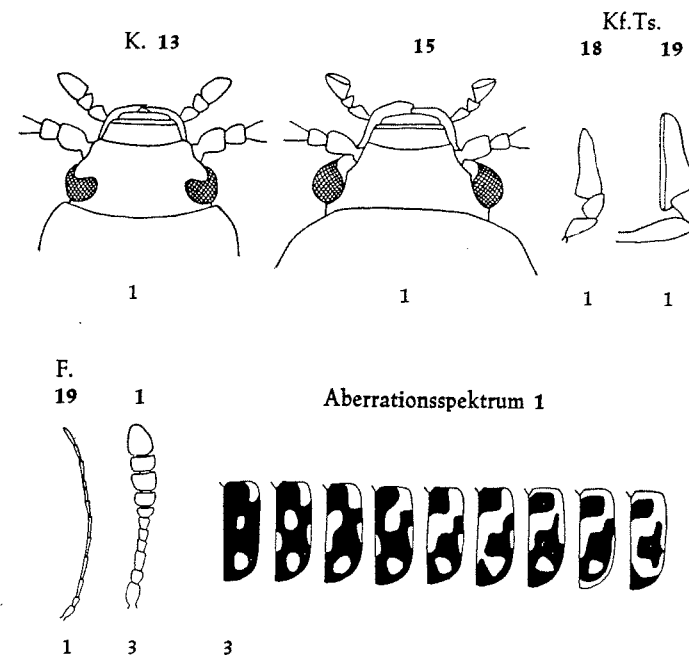 Kf.Ts.
K. 13 15 18 19
1 1 1 1
F.
19 1 Aberrationsspektrum 1
1 3 3